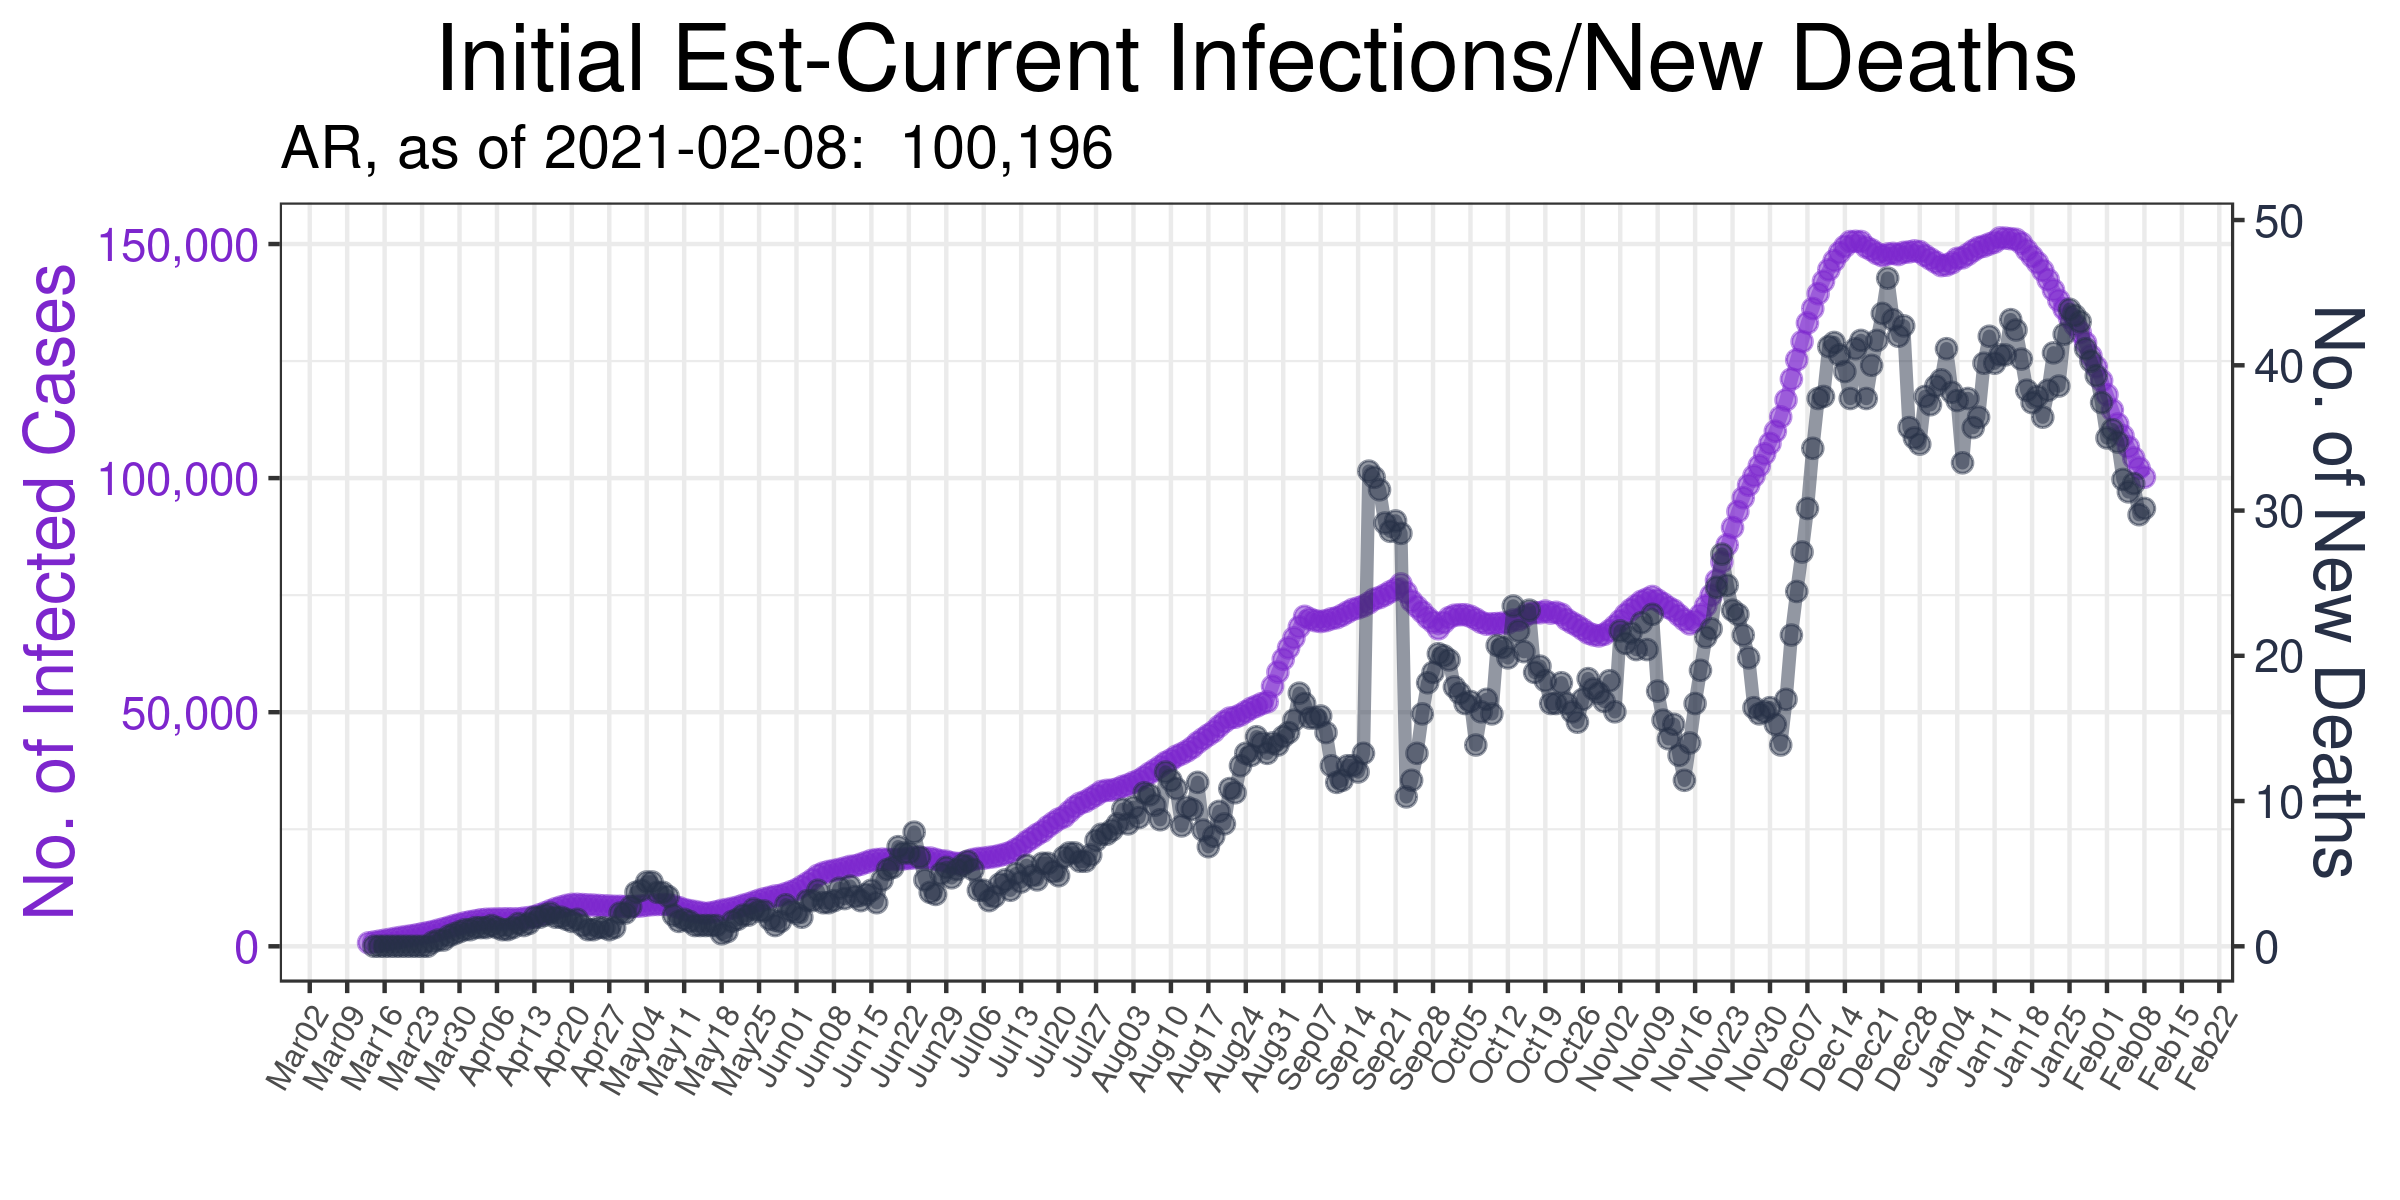 Initial Est-Current Infections/New Deaths
AR, as of 2021-02-08:  100,196
No. of Infected Cases
150,000
100,000
50,000
0
50
40
30
20
10
0
No. of New Deaths
Mar02
Mar09
Mar16
Mar23
Mar30
Apr06
Apr13
Apr20
Apr27
May04
May11
May18
May25
Jun01
Jun08
Jun15
Jun22
Jun29
Jul06
Jul13
Jul20
Jul27
Aug03
Aug10
Aug17
Aug24
Aug31
Sep07
Sep14
Sep21
Sep28
Oct05
Oct12
Oct19
Oct26
Nov02
Nov09
Nov16
Nov23
Nov30
Dec07
Dec14
Dec21
Dec28
Jan04
Jan11
Jan18
Jan25
Feb01
Feb08
Feb15
Feb22